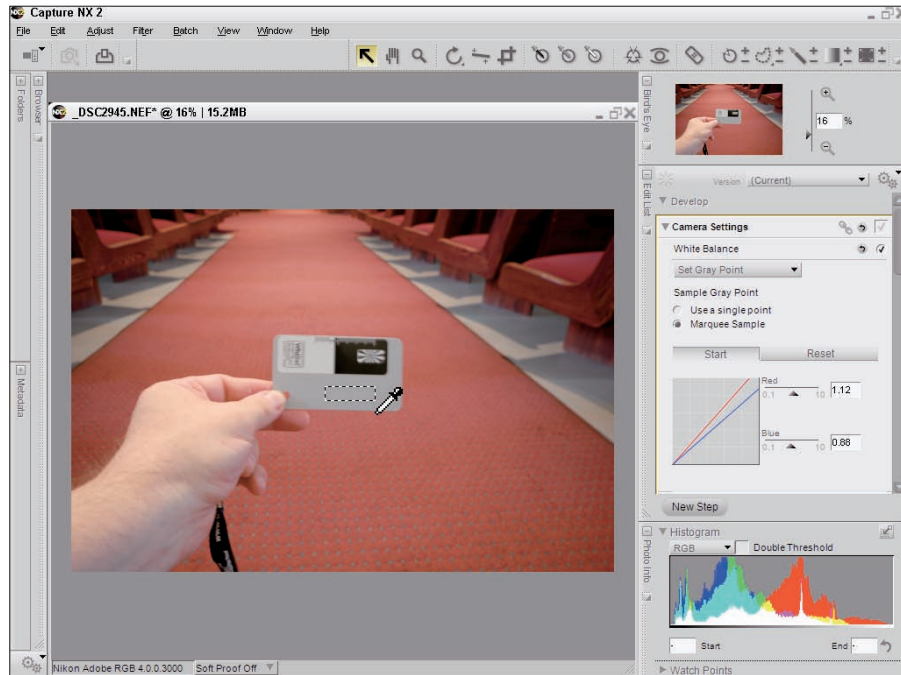 Capture NX 2
File Edit Adjust Filter Batch View Window Help
Folders
Browser
Metadata
_DSC2945.NEF* @ 16% | 15.2MB
Bird's Eye
16 %
Edit List
Version (Current)
Develop
Camera Settings
White Balance
Set Gray Point
Sample Gray Point
Use a single point
Marquee Sample
Start Reset
Red
0.1 10 1.12
Blue
0.1 10 0.88
New Step
Photo Info
Histogram
RGB Double Threshold
Start End
Watch Points
Nikon Adobe RGB 4.0.0.3000 Soft Proof Off